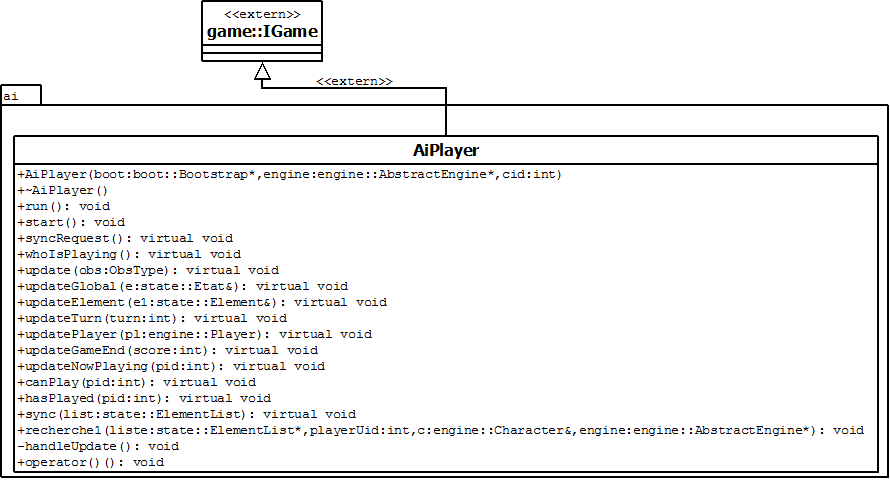 <<extern>>
game::IGame
<<extern>>
ai
AiPlayer
+AiPlayer(boot:boot::Bootstrap*,engine:engine::AbstractEngine*,cid:int)
+~AiPlayer()
+run(): void
+start(): void
+syncRequest(): virtual void
+whoIsPlaying(): virtual void
+update(obs:ObsType): virtual void
+updateGlobal(e:state::Etat&): virtual void
+updateElement(e1:state::Element&): virtual void
+updateTurn(turn:int): virtual void
+updatePlayer(pl:engine::Player): virtual void
+updateGameEnd(score:int): virtual void
+updateNowPlaying(pid:int): virtual void
+canPlay(pid:int): virtual void
+hasPlayed(pid:int): virtual void
+sync(list:state::ElementList): virtual void
+recherche1(liste:state::ElementList*,playerUid:int,c:engine::Character&,engine:engine::AbstractEngine*): void
-handleUpdate(): void
+operator()(): void